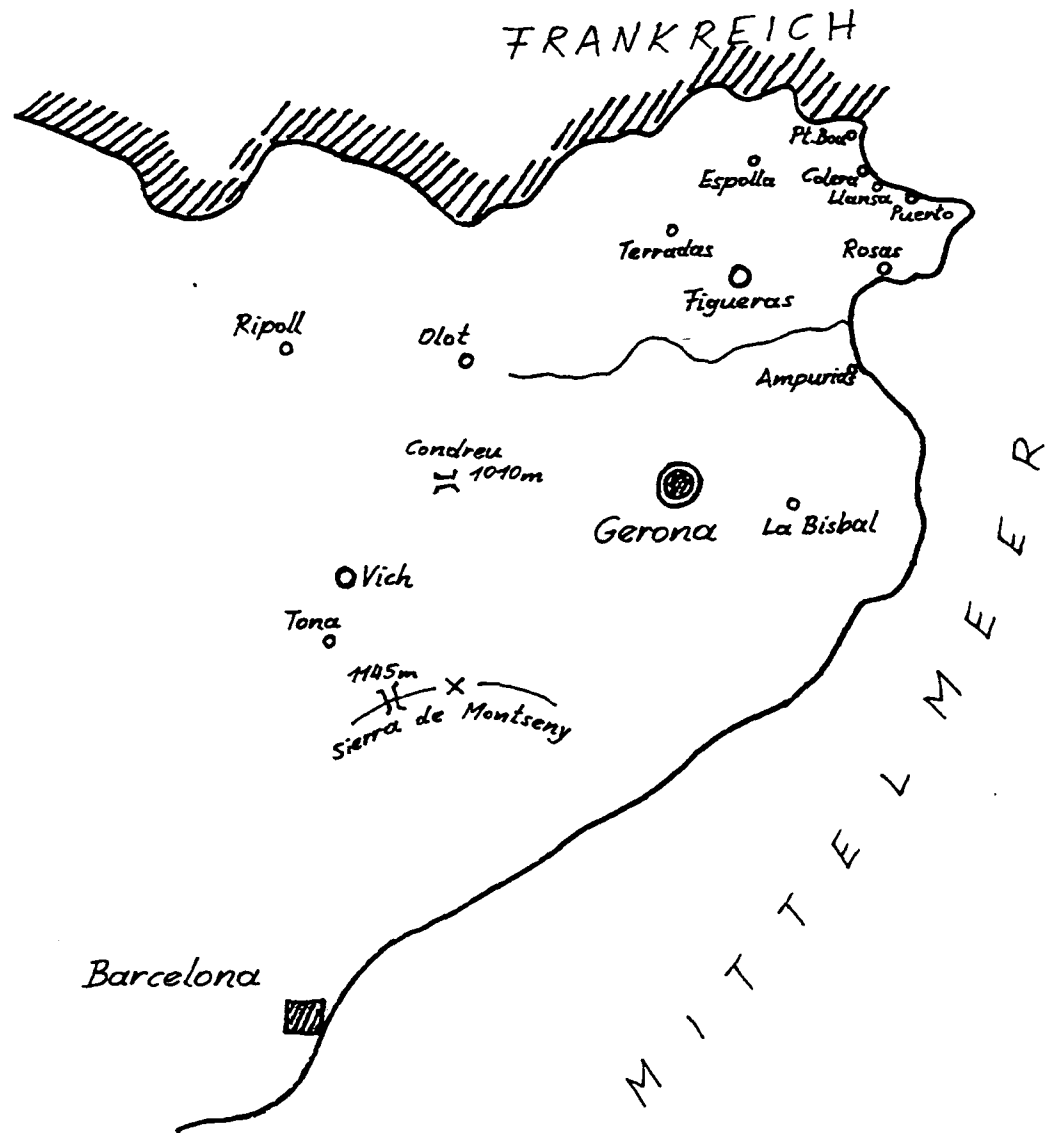 FRANKREICH
Pt. Bou
Espolla
Colera
Llansa
Puerto
Terradas
Rosas
Figueras
Ripoll
Olot
Ampurias
Condreu
1010m
Gerona
La Bisbal
Vich
Tona
1145m
Sierra de Montseny
Barcelona
MITTELMEER